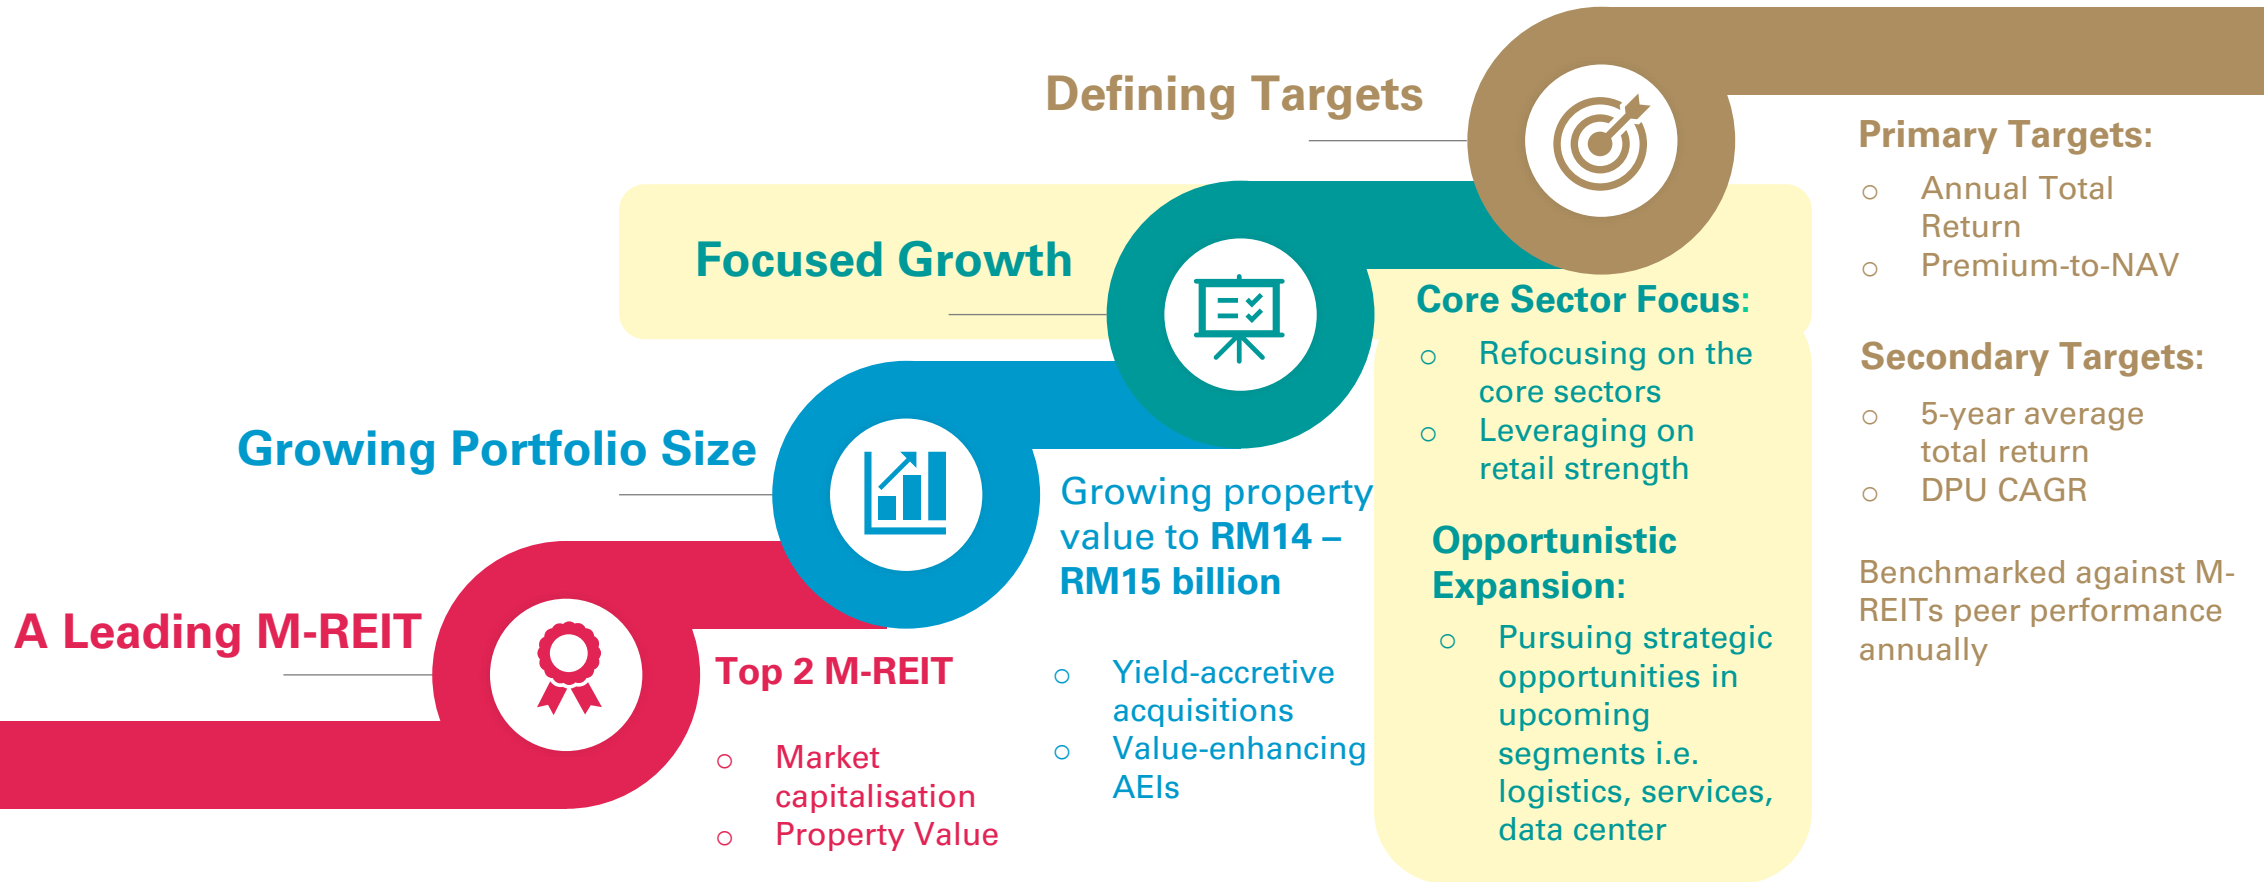 Defining Targets
Primary Targets:
○ Annual Total
Return
○ Premium-to-NAV
Secondary Targets:
○ 5-year average
total return
○ DPU CAGR
Benchmarked against M-
REITs peer performance
annually
Focused Growth
Core Sector Focus:
○ Refocusing on the
core sectors
○ Leveraging on
retail strength
Opportunistic
Expansion:
○ Pursuing strategic
opportunities in
upcoming
segments i.e.
logistics, services,
data center
Growing Portfolio Size
Growing property
value to RM14 –
RM15 billion
○ Yield-accretive
acquisitions
○ Value-enhancing
AEIs
A Leading M-REIT
Top 2 M-REIT
○ Market
capitalisation
○ Property Value